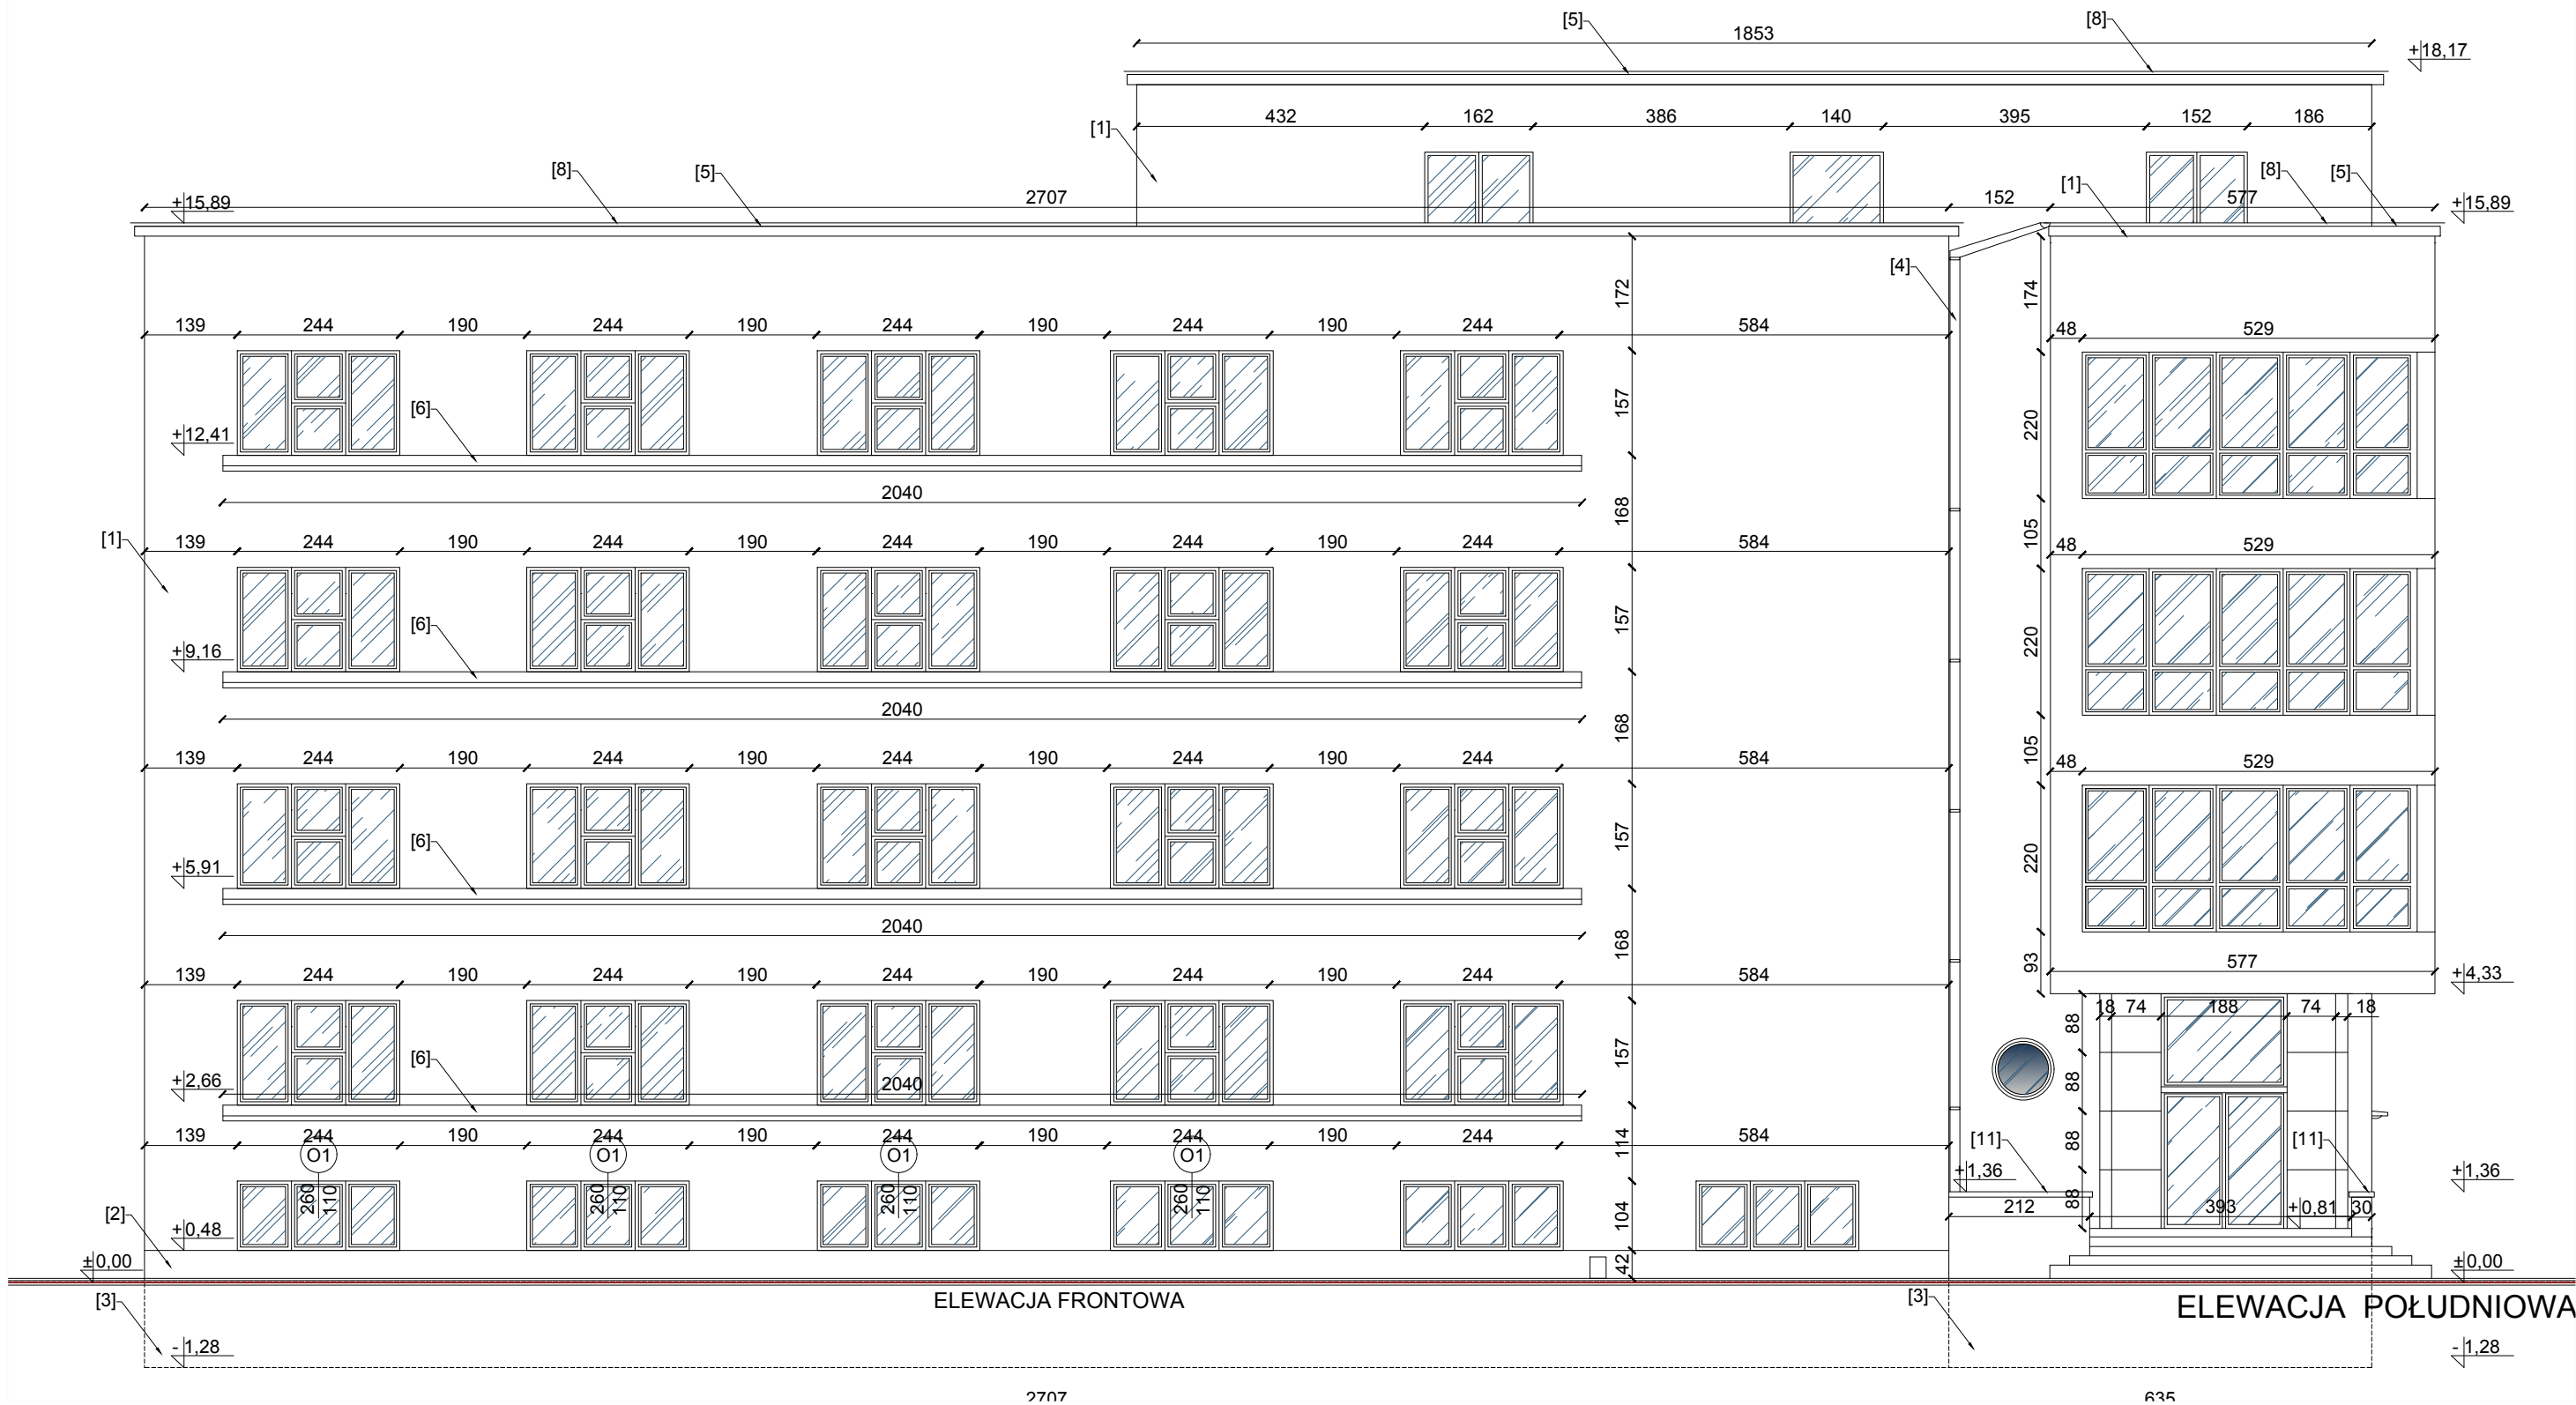 [5] [8]
1853
+18,17
432 162 386 140 395 152 186
[1]
[8] [5] [1] [8] [5]
+15,89 2707 152 577 +15,89
[4]
172 174
139 244 190 244 190 244 190 244 190 244 584 48 529
[6] 157 220
+12,41
2040
168 105
[1] 139 244 190 244 190 244 190 244 190 244 584 48 529
[6] 157 220
+9,16
2040
168 105
139 244 190 244 190 244 190 244 190 244 584 48 529
[6] 157 220
+5,91
2040
168 93
139 244 190 244 190 244 190 244 190 244 584 577 +4,33
18 74 188 74 18
88
[6] 157
+2,66 2040 88
139 244 190 244 190 244 190 244 190 244 114 584 [11] 88 [11]
O1 O1 O1 O1
+1,36 +1,36
260 110 260 110 260 110 260 110 104 88
[2] 212 393 +0,81 30
+0,48
±0,00 42 ±0,00
[3] ELEWACJA FRONTOWA [3] ELEWACJA POŁUDNIOWA
-1,28 -1,28
2707 635